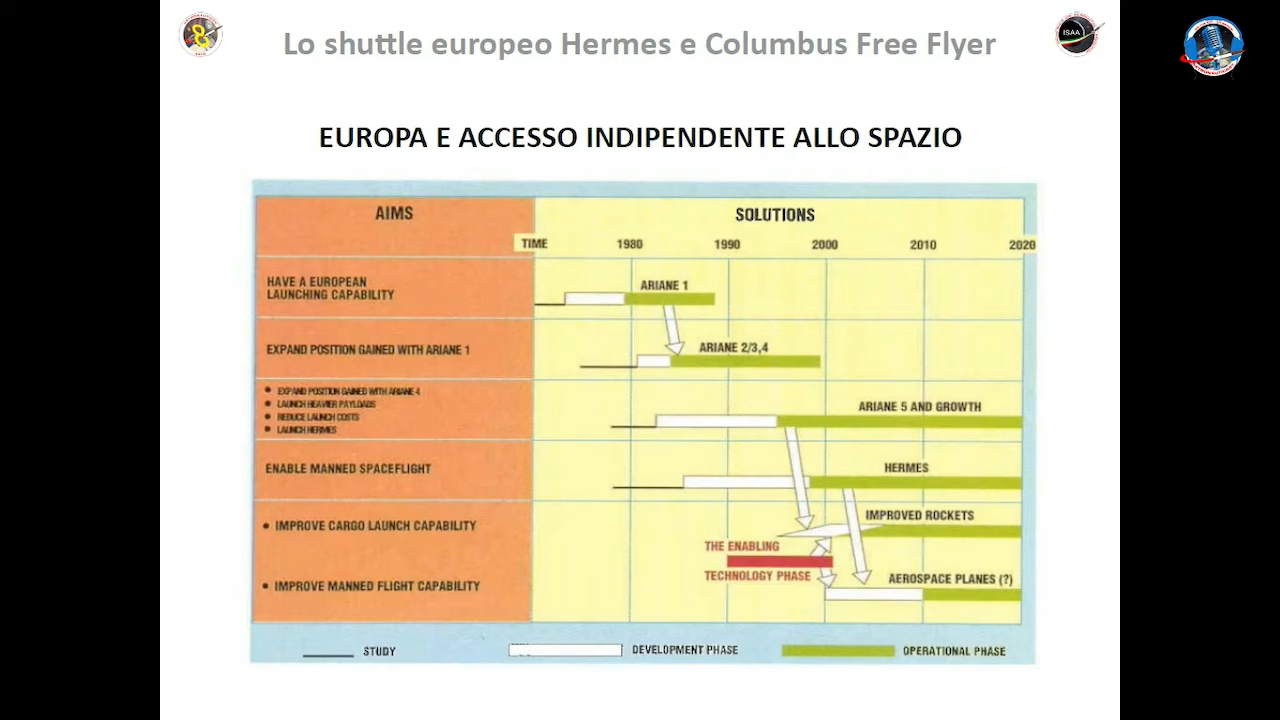 Lo shuttle europeo Hermes e Columbus Free Flyer
ISAA
EUROPA E ACCESSO INDIPENDENTE ALLO SPAZIO
AIMS
SOLUTIONS
TIME 1980 1990 2000 2010 2020
HAVE A EUROPEAN
LAUNCHING CAPABILITY
ARIANE 1
EXPAND POSITION GAINED WITH ARIANE 1
ARIANE 2/3,4
• EXPAND POSITION GAINED WITH ARIANE 4
• LAUNCH HEAVIER PAYLOADS
• REDUCE LAUNCH COSTS
• LAUNCH HERMES
ARIANE 5 AND GROWTH
ENABLE MANNED SPACEFLIGHT
HERMES
• IMPROVE CARGO LAUNCH CAPABILITY
IMPROVED ROCKETS
THE ENABLING
TECHNOLOGY PHASE
• IMPROVE MANNED FLIGHT CAPABILITY
AEROSPACE PLANES (?)
STUDY
DEVELOPMENT PHASE
OPERATIONAL PHASE